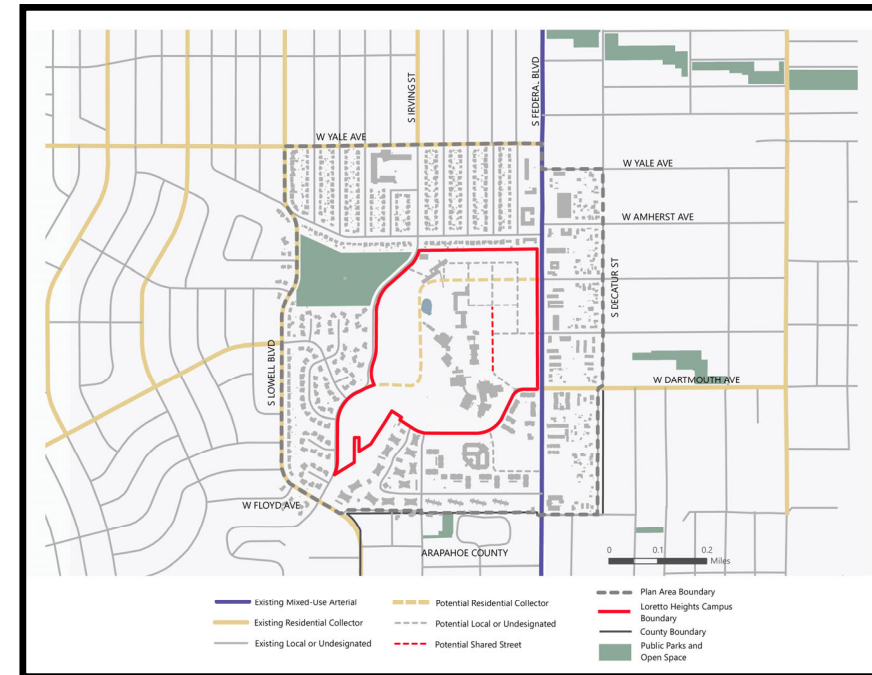 S IRVING ST
S FEDERAL BLVD
W YALE AVE
W YALE AVE
W AMHERST AVE
S DECATUR ST
S LOWELL BLVD
W DARTMOUTH AVE
W FLOYD AVE
ARAPAHOE COUNTY
0 0.1 0.2
Miles
Existing Mixed-Use Arterial
Existing Residential Collector
Existing Local or Undesignated
Potential Residential Collector
Potential Local or Undesignated
Potential Shared Street
Plan Area Boundary
Loretto Heights Campus
Boundary
County Boundary
Public Parks and
Open Space